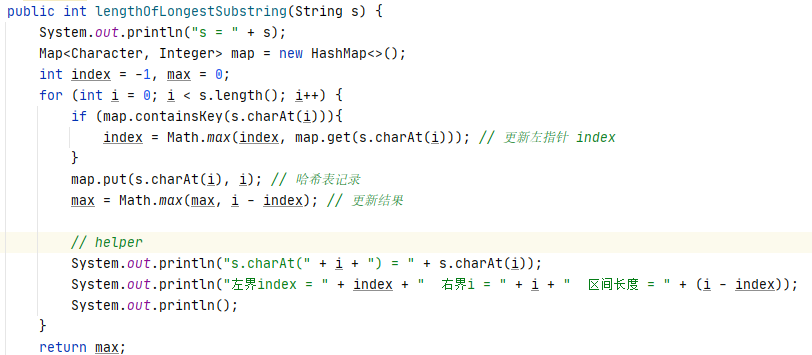 public int lengthOfLongestSubstring(String s) {
    System.out.println("s = " + s);
    Map<Character, Integer> map = new HashMap<>();
    int index = -1, max = 0;
    for (int i = 0; i < s.length(); i++) {
        if (map.containsKey(s.charAt(i))){
            index = Math.max(index, map.get(s.charAt(i))); // 更新左指针 index
        }
        map.put(s.charAt(i), i); // 哈希表记录
        max = Math.max(max, i - index); // 更新结果
        // helper
        System.out.println("s.charAt(" + i + ") = " + s.charAt(i));
        System.out.println("左界index = " + index + "  右界i = " + i + "  区间长度 = " + (i - index));
        System.out.println();
    }
    return max;